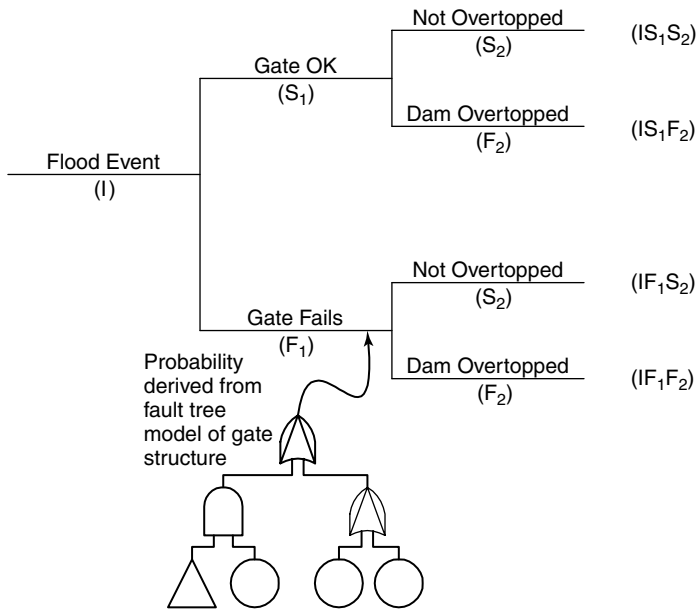 Not Overtopped
(S₂)
(IS₁S₂)
Gate OK
(S₁)
Dam Overtopped
(F₂)
(IS₁F₂)
Flood Event
(I)
Not Overtopped
(S₂)
(IF₁S₂)
Gate Fails
(F₁)
Dam Overtopped
(F₂)
(IF₁F₂)
Probability
derived from
fault tree
model of gate
structure